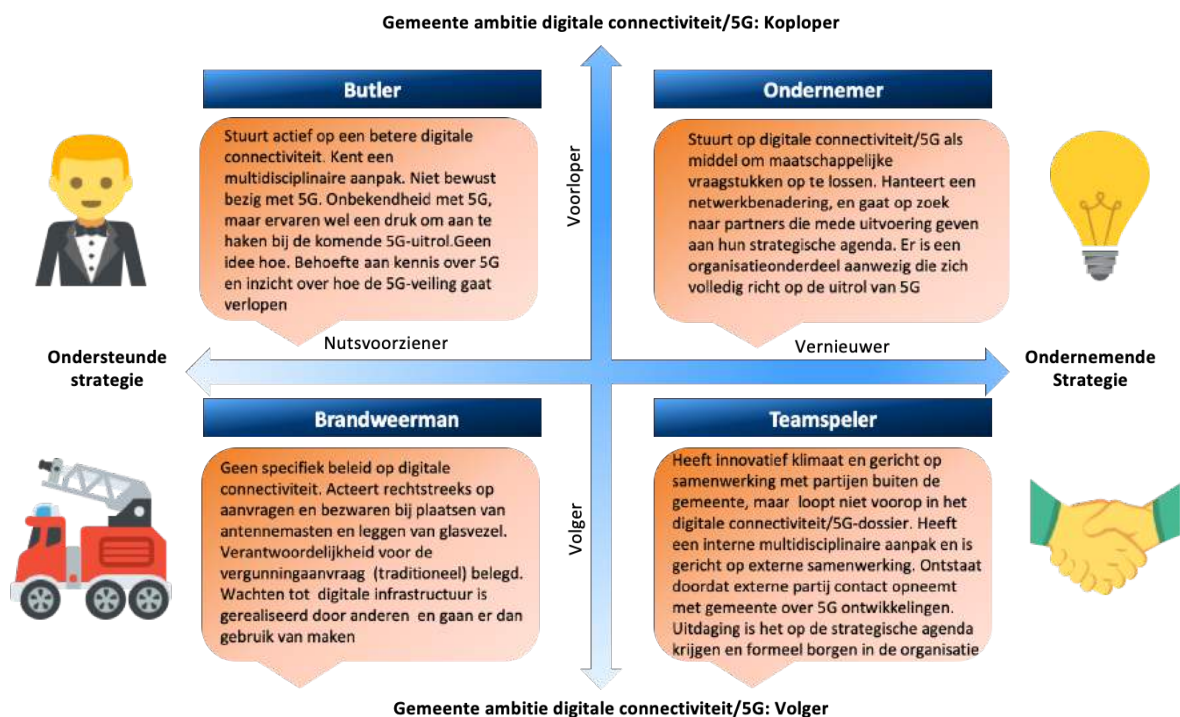 Gemeente ambitie digitale connectiviteit/5G: Koploper
Butler
Stuurt actief op een betere digitale
connectiviteit. Kent een
multidisciplinaire aanpak. Niet bewust
bezig met 5G. Onbekendheid met 5G,
maar ervaren wel een druk om aan te
haken bij de komende 5G-uitrol.Geen
idee hoe. Behoefte aan kennis over 5G
en inzicht over hoe de 5G-veiling gaat
verlopen
Voorloper
Ondernemer
Stuurt op digitale connectiviteit/5G als
middel om maatschappelijke
vraagstukken op te lossen. Hanteert een
netwerkbenadering, en gaat op zoek
naar partners die mede uitvoering geven
aan hun strategische agenda. Er is een
organisatieonderdeel aanwezig die zich
volledig richt op de uitrol van 5G
Ondersteunde
strategie
Nutsvoorziener
Vernieuwer
Ondernemende
Strategie
Brandweerman
Geen specifiek beleid op digitale
connectiviteit. Acteert rechtstreeks op
aanvragen en bezwaren bij plaatsen van
antennemasten en leggen van glasvezel.
Verantwoordelijkheid voor de
vergunningaanvraag (traditioneel) belegd.
Wachten tot digitale infrastructuur is
gerealiseerd door anderen en gaan er dan
gebruik van maken
Volger
Teamspeler
Heeft innovatief klimaat en gericht op
samenwerking met partijen buiten de
gemeente, maar loopt niet voorop in het
digitale connectiviteit/5G-dossier. Heeft
een interne multidisciplinaire aanpak en is
gericht op externe samenwerking. Ontstaat
doordat externe partij contact opneemt
met gemeente over 5G ontwikkelingen.
Uitdaging is het op de strategische agenda
krijgen en formeel borgen in de organisatie
Gemeente ambitie digitale connectiviteit/5G: Volger